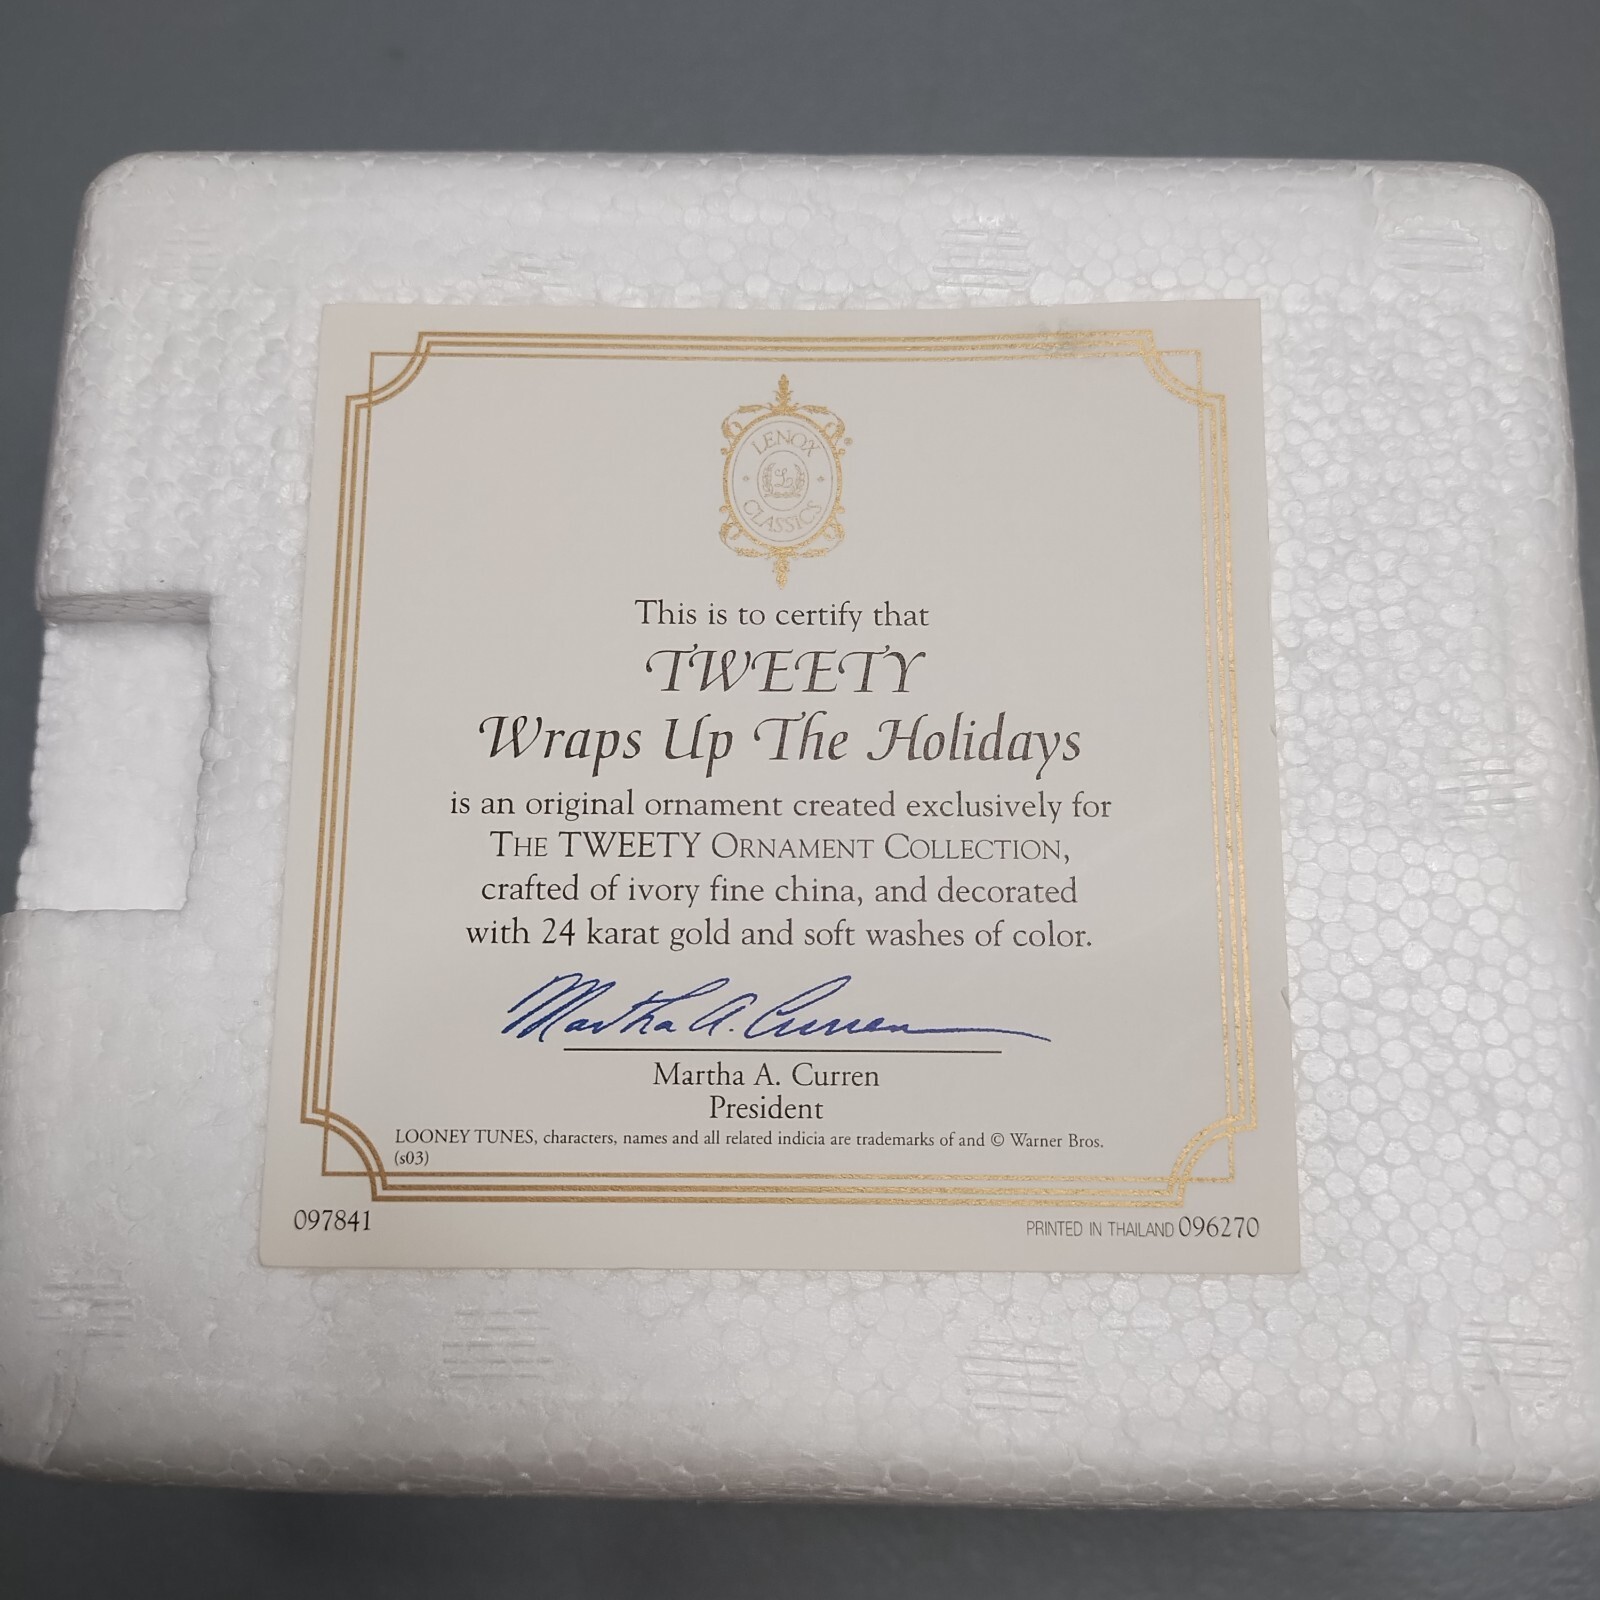 LENOX
L
CLASSICS
®
This is to certify that
TWEETY
Wraps Up The Holidays
is an original ornament created exclusively for
THE TWEETY ORNAMENT COLLECTION,
crafted of ivory fine china, and decorated
with 24 karat gold and soft washes of color.
Martha A. Curren
Martha A. Curren
President
LOONEY TUNES, characters, names and all related indicia are trademarks of and © Warner Bros.
(s03)
097841
PRINTED IN THAILAND 096270